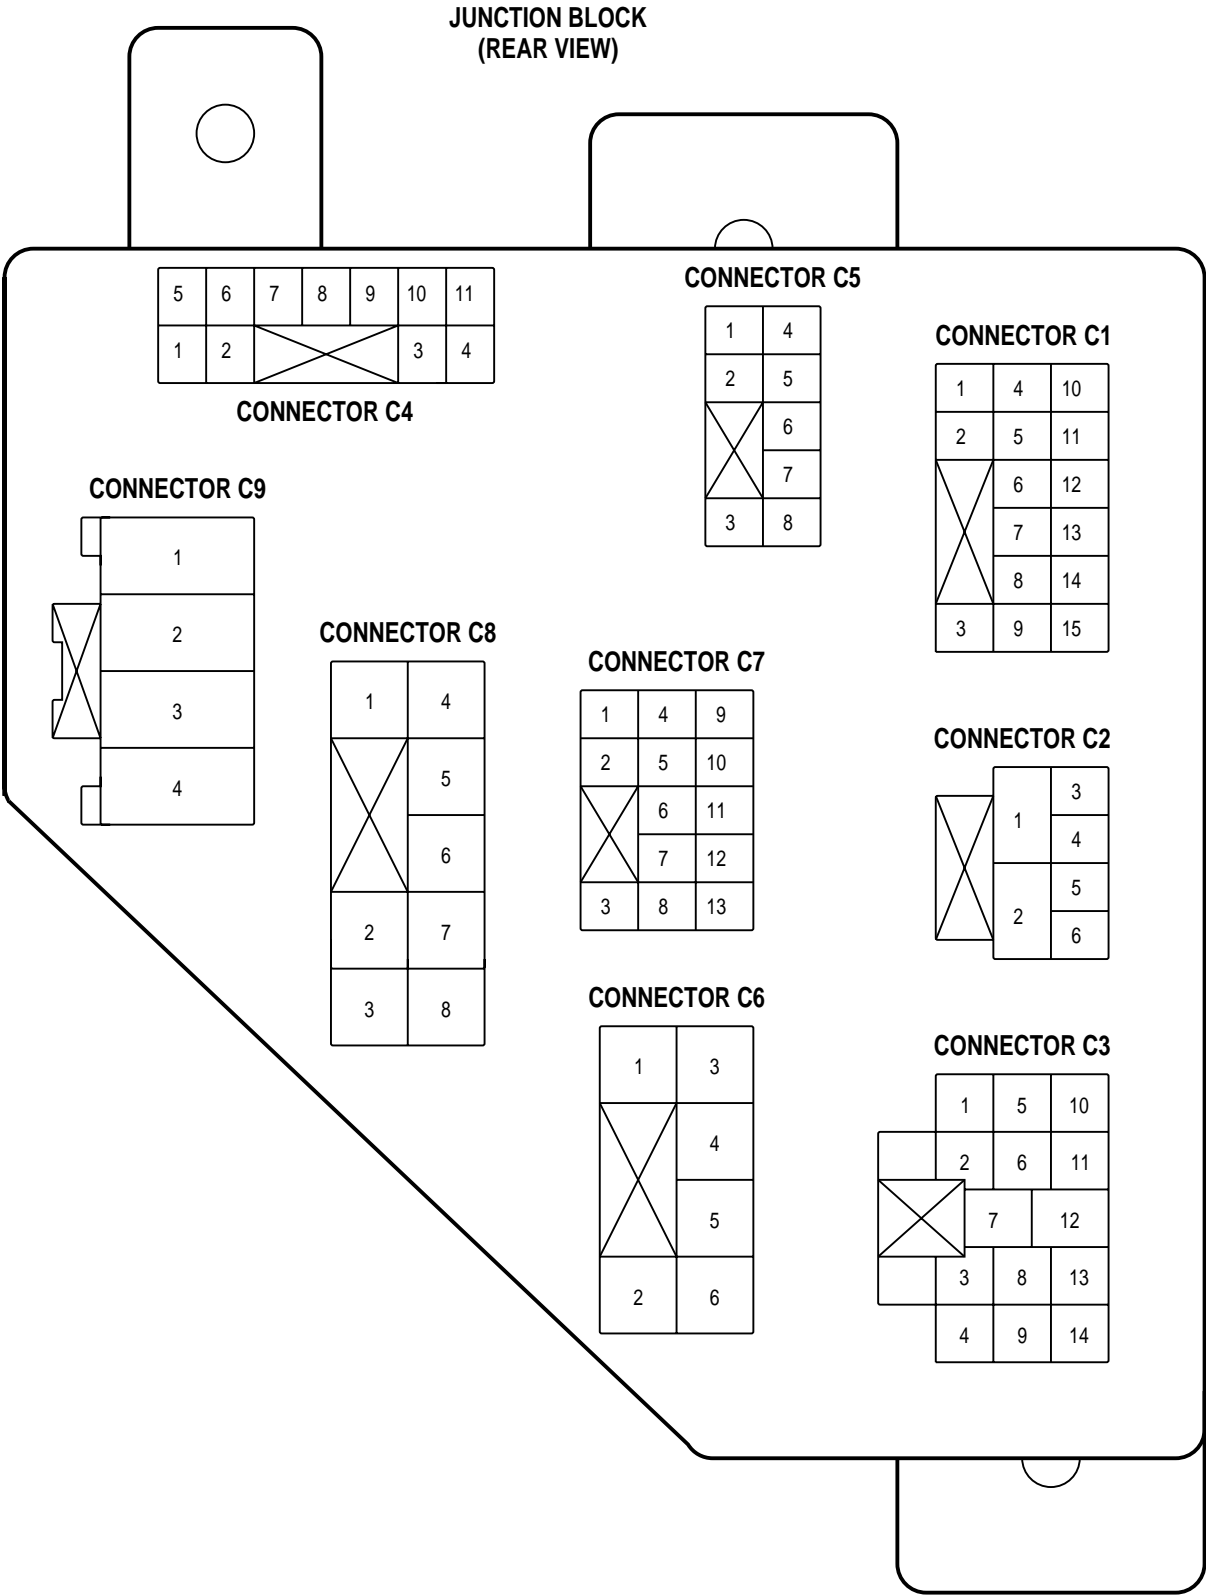 JUNCTION BLOCK
(REAR VIEW)
5 6 7 8 9 10 11
1 2 3 4
CONNECTOR C4
CONNECTOR C5
1 4
2 5
6
7
3 8
CONNECTOR C1
1 4 10
2 5 11
6 12
7 13
8 14
3 9 15
CONNECTOR C9
1
2
3
4
CONNECTOR C8
1 4
5
6
2 7
3 8
CONNECTOR C7
1 4 9
2 5 10
6 11
7 12
3 8 13
CONNECTOR C2
3
1
4
5
2
6
CONNECTOR C6
1 3
4
5
2 6
CONNECTOR C3
1 5 10
2 6 11
7 12
3 8 13
4 9 14